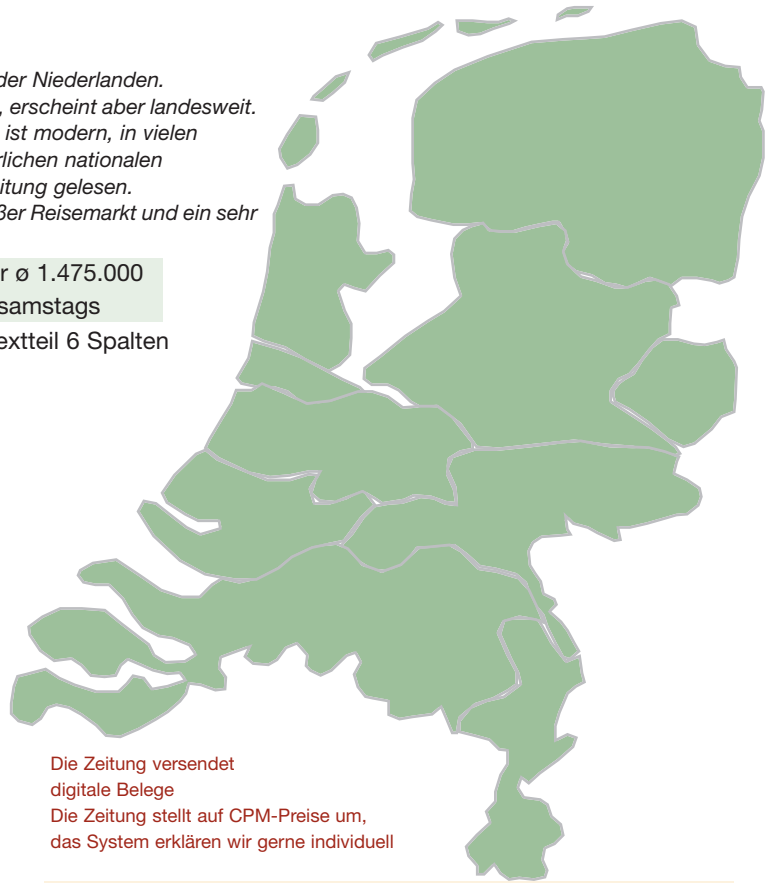 der Niederlanden.
, erscheint aber landesweit.
ist modern, in vielen
rlichen nationalen
itung gelesen.
ßer Reisemarkt und ein sehr
r ø 1.475.000
samstags
extteil 6 Spalten
Die Zeitung versendet
digitale Belege
Die Zeitung stellt auf CPM-Preise um,
das System erklären wir gerne individuell